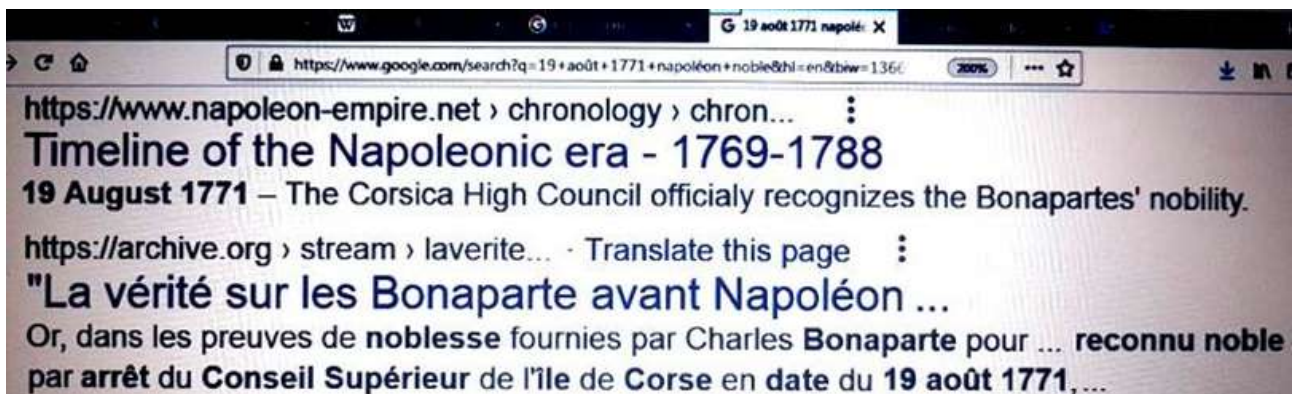 W
G
G 19 août 1771 napolé X
https://www.google.com/search?q=19+août+1771+napoléon+noble&hl=en&biw=1366
200%
https://www.napoleon-empire.net › chronology › chron...
Timeline of the Napoleonic era - 1769-1788
19 August 1771 – The Corsica High Council officialy recognizes the Bonapartes' nobility.
https://archive.org › stream › laverite... · Translate this page
"La vérité sur les Bonaparte avant Napoléon ...
Or, dans les preuves de noblesse fournies par Charles Bonaparte pour ... reconnu noble
par arrêt du Conseil Supérieur de l'île de Corse en date du 19 août 1771,...